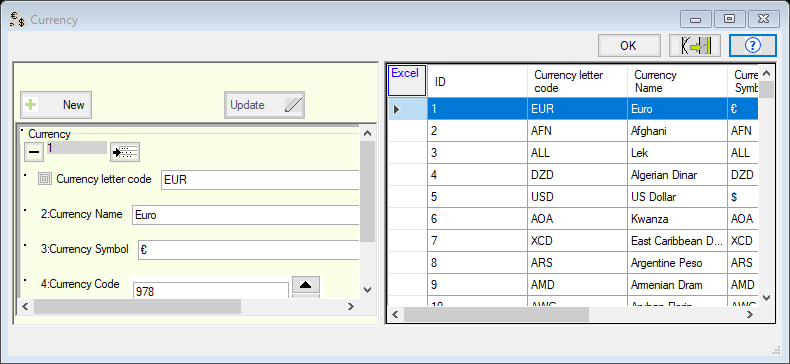 Currency
OK
New
Update
Currency
1
Currency letter code EUR
2:Currency Name Euro
3:Currency Symbol €
4:Currency Code 978
Excel ID Currency letter code Currency Name Curre Symb
1 EUR Euro €
2 AFN Afghani AFN
3 ALL Lek ALL
4 DZD Algerian Dinar DZD
5 USD US Dollar $
6 AOA Kwanza AOA
7 XCD East Caribbean D... XCD
8 ARS Argentine Peso ARS
9 AMD Armenian Dram AMD
10 AWG Aruban Florin AWG